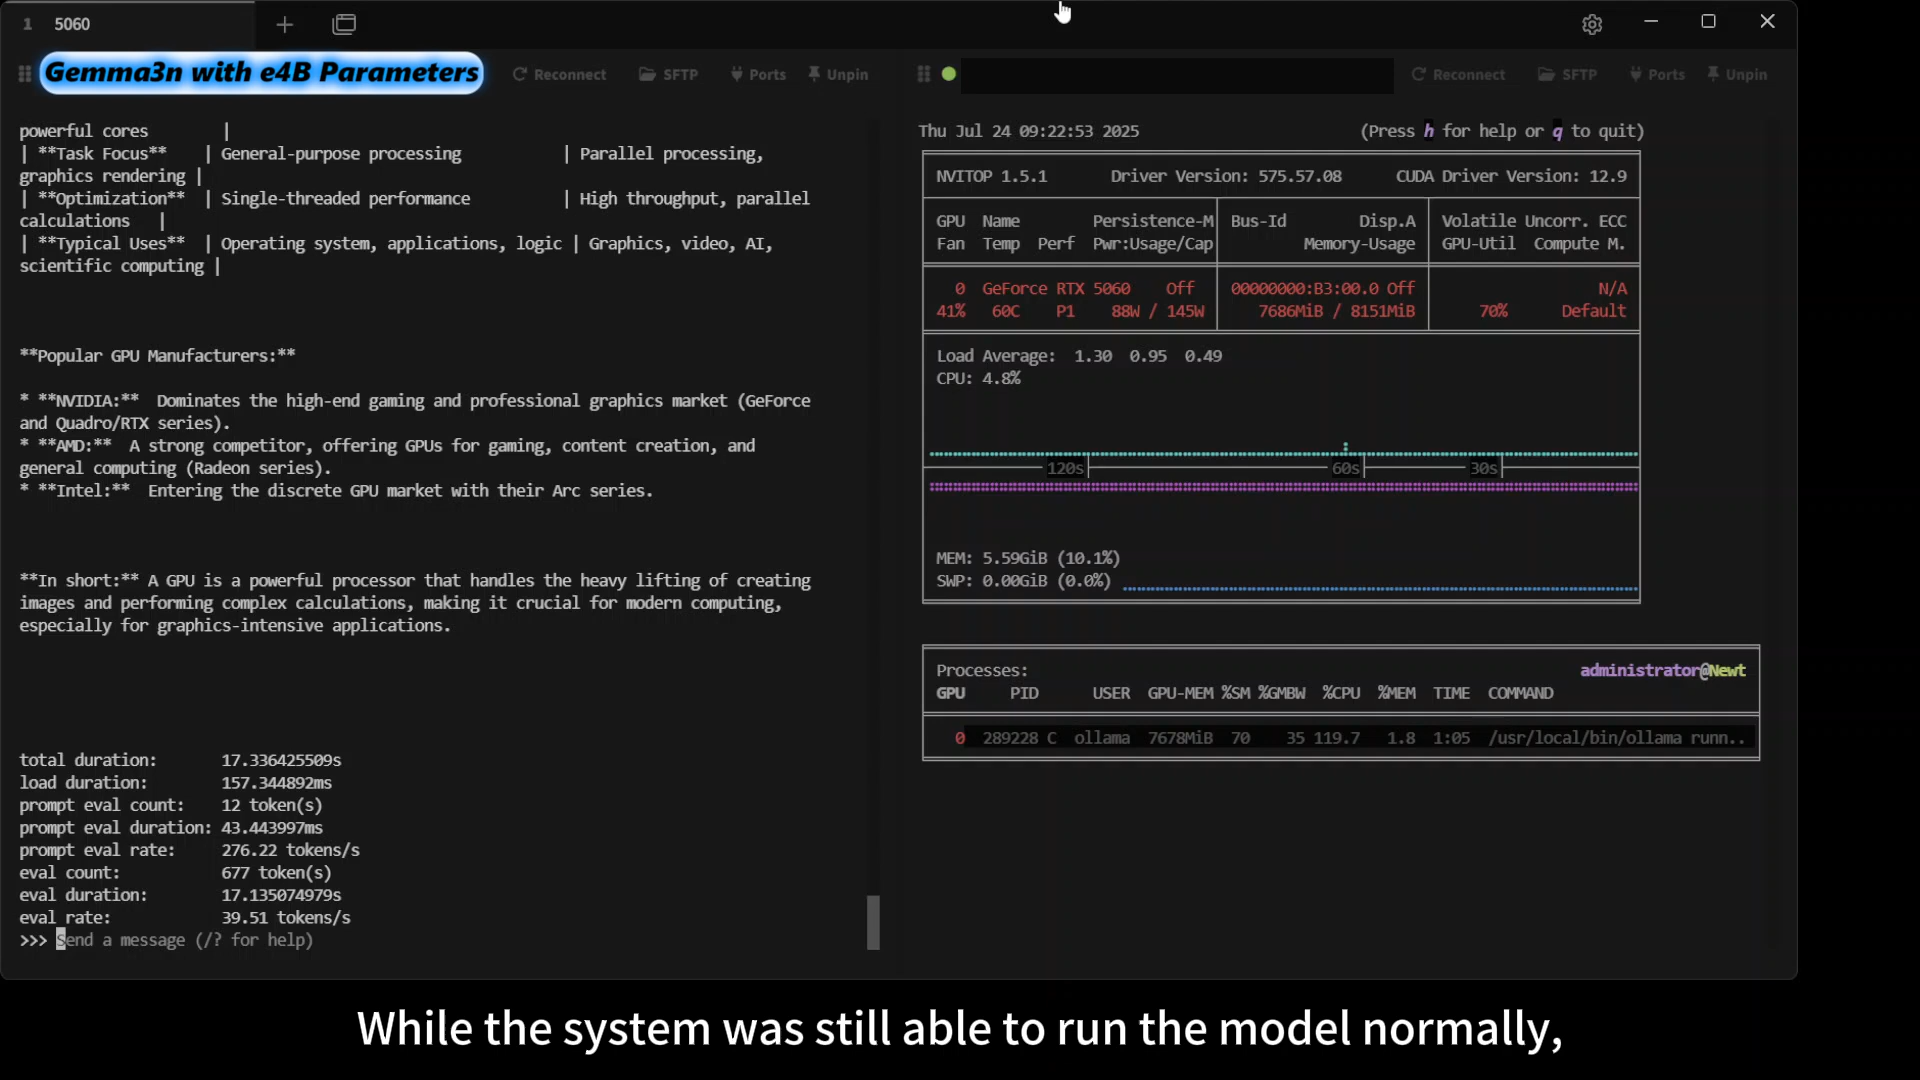 1 5060
Gemma3n with e4B Parameters
Reconnect SFTP Ports Unpin
powerful cores |
| **Task Focus** | General-purpose processing | Parallel processing,
graphics rendering |
| **Optimization** | Single-threaded performance | High throughput, parallel
calculations |
| **Typical Uses** | Operating system, applications, logic | Graphics, video, AI,
scientific computing |
**Popular GPU Manufacturers:**
* **NVIDIA:** Dominates the high-end gaming and professional graphics market (GeForce
and Quadro/RTX series).
* **AMD:** A strong competitor, offering GPUs for gaming, content creation, and
general computing (Radeon series).
* **Intel:** Entering the discrete GPU market with their Arc series.
**In short:** A GPU is a powerful processor that handles the heavy lifting of creating
images and performing complex calculations, making it crucial for modern computing,
especially for graphics-intensive applications.
total duration: 17.336425509s
load duration: 157.344892ms
prompt eval count: 12 token(s)
prompt eval duration: 43.443997ms
prompt eval rate: 276.22 tokens/s
eval count: 677 token(s)
eval duration: 17.135074979s
eval rate: 39.51 tokens/s
>>> Send a message (/? for help)
Reconnect SFTP Ports Unpin
Thu Jul 24 09:22:53 2025 (Press h for help or q to quit)
NVITOP 1.5.1 Driver Version: 575.57.08 CUDA Driver Version: 12.9
GPU Name Persistence-M Bus-Id Disp.A Volatile Uncorr. ECC
Fan Temp Perf Pwr:Usage/Cap Memory-Usage GPU-Util Compute M.
0 GeForce RTX 5060 Off 00000000:B3:00.0 Off N/A
41% 60C P1 88W / 145W 7686MiB / 8151MiB 70% Default
Load Average: 1.30 0.95 0.49
CPU: 4.8%
120s 60s 30s
MEM: 5.59GiB (10.1%)
SWP: 0.00GiB (0.0%)
Processes: administrator@Newt
GPU PID USER GPU-MEM %SM %GMBW %CPU %MEM TIME COMMAND
0 289228 C ollama 7678MiB 70 35 119.7 1.8 1:05 /usr/local/bin/ollama runn..
While the system was still able to run the model normally,